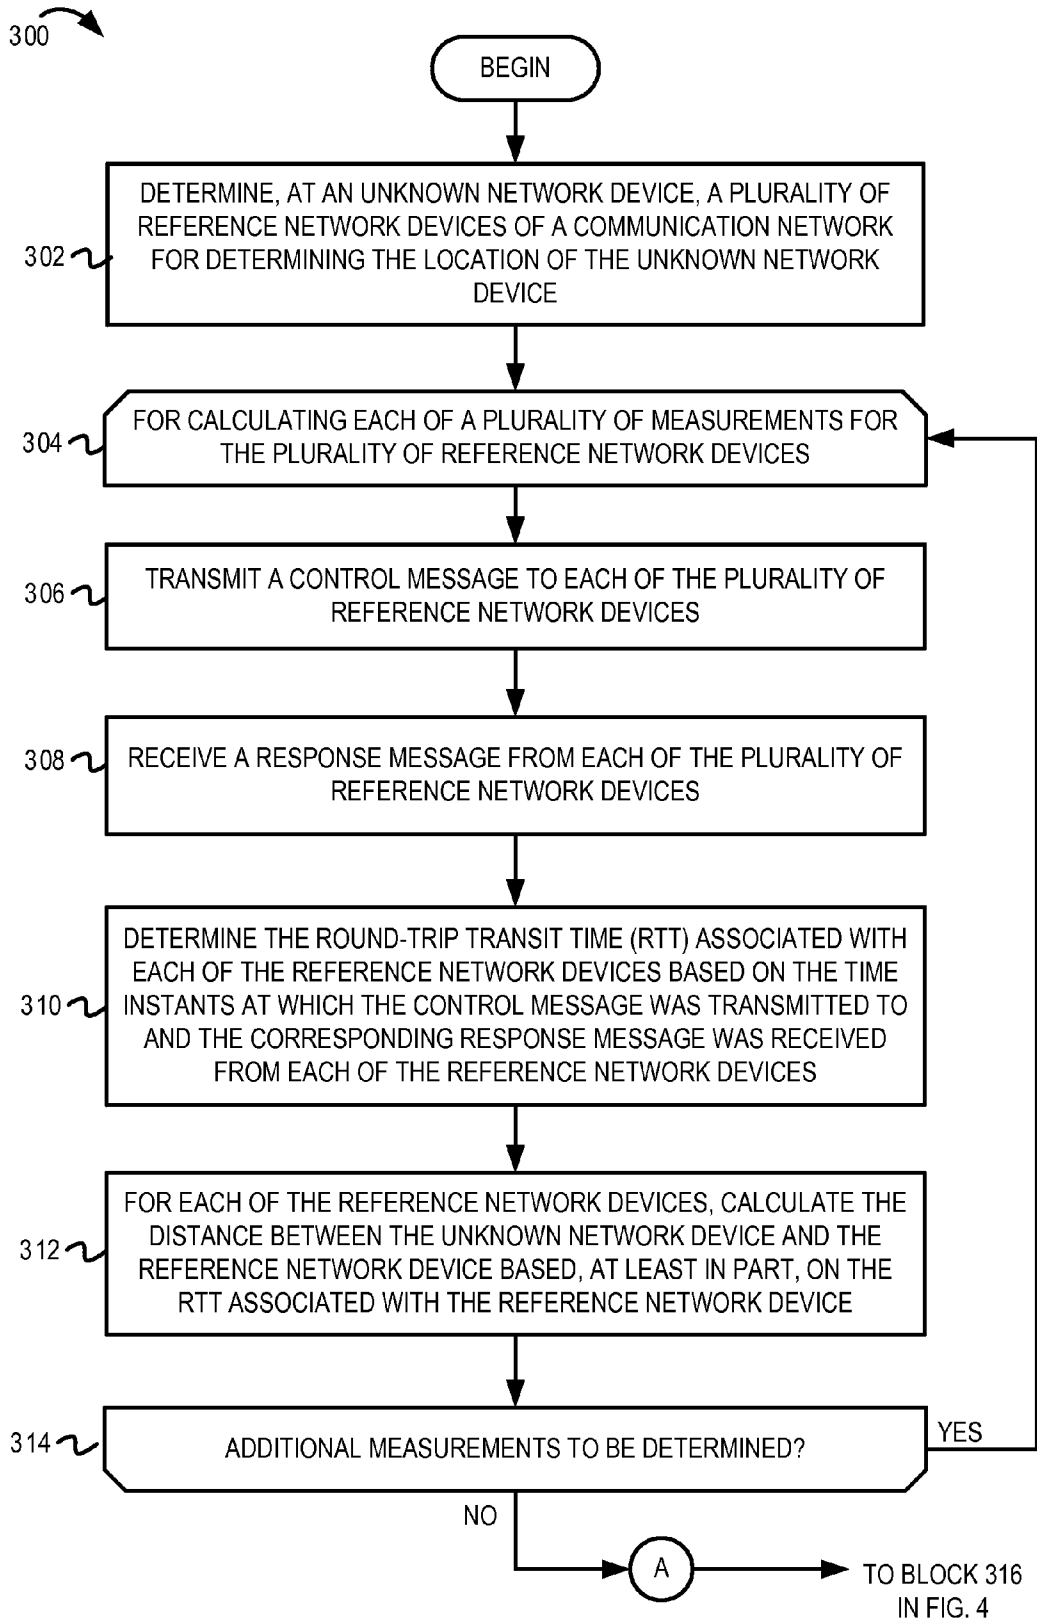 300
BEGIN
DETERMINE, AT AN UNKNOWN NETWORK DEVICE, A PLURALITY OF
REFERENCE NETWORK DEVICES OF A COMMUNICATION NETWORK
FOR DETERMINING THE LOCATION OF THE UNKNOWN NETWORK
DEVICE
302
FOR CALCULATING EACH OF A PLURALITY OF MEASUREMENTS FOR
THE PLURALITY OF REFERENCE NETWORK DEVICES
304
TRANSMIT A CONTROL MESSAGE TO EACH OF THE PLURALITY OF
REFERENCE NETWORK DEVICES
306
RECEIVE A RESPONSE MESSAGE FROM EACH OF THE PLURALITY OF
REFERENCE NETWORK DEVICES
308
DETERMINE THE ROUND-TRIP TRANSIT TIME (RTT) ASSOCIATED WITH
EACH OF THE REFERENCE NETWORK DEVICES BASED ON THE TIME
INSTANTS AT WHICH THE CONTROL MESSAGE WAS TRANSMITTED TO
AND THE CORRESPONDING RESPONSE MESSAGE WAS RECEIVED
FROM EACH OF THE REFERENCE NETWORK DEVICES
310
FOR EACH OF THE REFERENCE NETWORK DEVICES, CALCULATE THE
DISTANCE BETWEEN THE UNKNOWN NETWORK DEVICE AND THE
REFERENCE NETWORK DEVICE BASED, AT LEAST IN PART, ON THE
RTT ASSOCIATED WITH THE REFERENCE NETWORK DEVICE
312
ADDITIONAL MEASUREMENTS TO BE DETERMINED?
314
YES
NO
A
TO BLOCK 316
IN FIG. 4